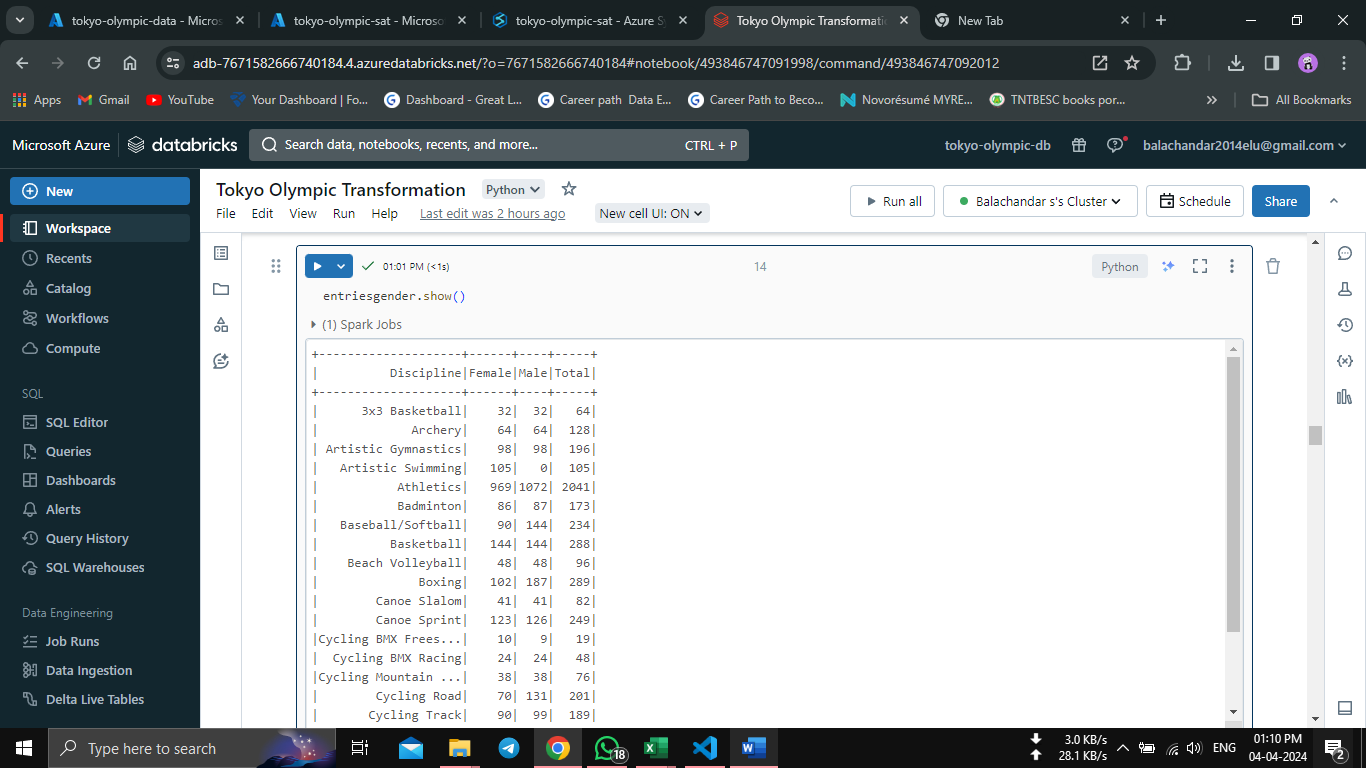 tokyo-olympic-data - Micros
tokyo-olympic-sat - Microso
tokyo-olympic-sat - Azure Sy
Tokyo Olympic Transformatio
New Tab
adb-7671582666740184.4.azuredatabricks.net/?o=7671582666740184#notebook/493846747091998/command/493846747092012
Apps
Gmail
YouTube
Your Dashboard | Fo...
Dashboard - Great L...
Career path Data E...
Career Path to Beco...
Novorésumé MYRE...
TNTBESC books por...
All Bookmarks
Microsoft Azure
databricks
Search data, notebooks, recents, and more...
CTRL + P
tokyo-olympic-db
balachandar2014elu@gmail.com
New
Workspace
Recents
Catalog
Workflows
Compute
SQL
SQL Editor
Queries
Dashboards
Alerts
Query History
SQL Warehouses
Data Engineering
Job Runs
Data Ingestion
Delta Live Tables
Tokyo Olympic Transformation
Python
File Edit View Run Help Last edit was 2 hours ago New cell UI: ON
Run all
Balachandar s's Cluster
Schedule
Share
01:01 PM (<1s)
14
Python
entriesgender.show()
(1) Spark Jobs
+--------------------+------+----+-----+
|          Discipline|Female|Male|Total|
+--------------------+------+----+-----+
|      3x3 Basketball|    32|  32|   64|
|             Archery|    64|  64|  128|
| Artistic Gymnastics|    98|  98|  196|
|   Artistic Swimming|   105|   0|  105|
|           Athletics|   969|1072| 2041|
|           Badminton|    86|  87|  173|
|   Baseball/Softball|    90| 144|  234|
|          Basketball|   144| 144|  288|
|    Beach Volleyball|    48|  48|   96|
|              Boxing|   102| 187|  289|
|        Canoe Slalom|    41|  41|   82|
|        Canoe Sprint|   123| 126|  249|
|Cycling BMX Frees...|    10|   9|   19|
|  Cycling BMX Racing|    24|  24|   48|
|Cycling Mountain ...|    38|  38|   76|
|        Cycling Road|    70| 131|  201|
|       Cycling Track|    90|  99|  189|
Type here to search
18
3.0 KB/s
28.1 KB/s
ENG
01:10 PM
04-04-2024
2